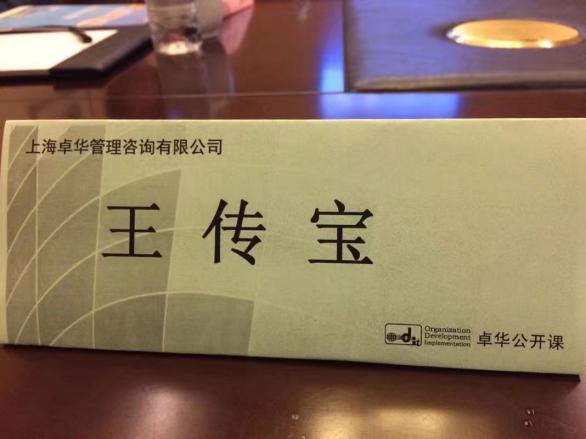 上海卓华管理咨询有限公司
王传宝
odi
Organization
Development
Implementation
卓华公开课